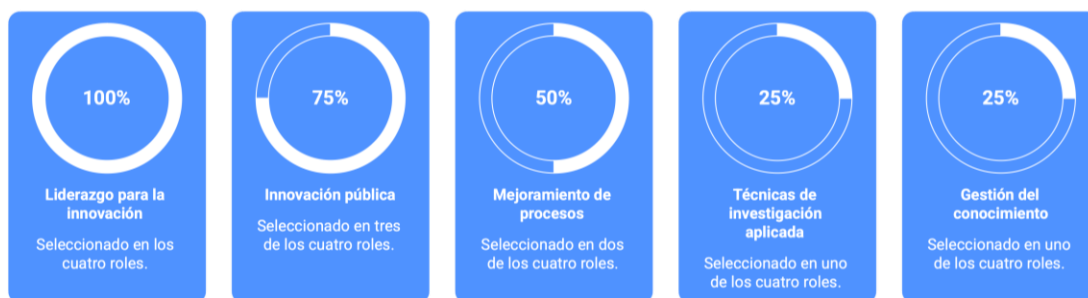 100%
Liderazgo para la
innovación
Seleccionado en los
cuatro roles.
75%
Innovación pública
Seleccionado en tres
de los cuatro roles.
50%
Mejoramiento de
procesos
Seleccionado en dos
de los cuatro roles.
25%
Técnicas de
investigación
aplicada
Seleccionado en uno
de los cuatro roles.
25%
Gestión del
conocimiento
Seleccionado en uno
de los cuatro roles.